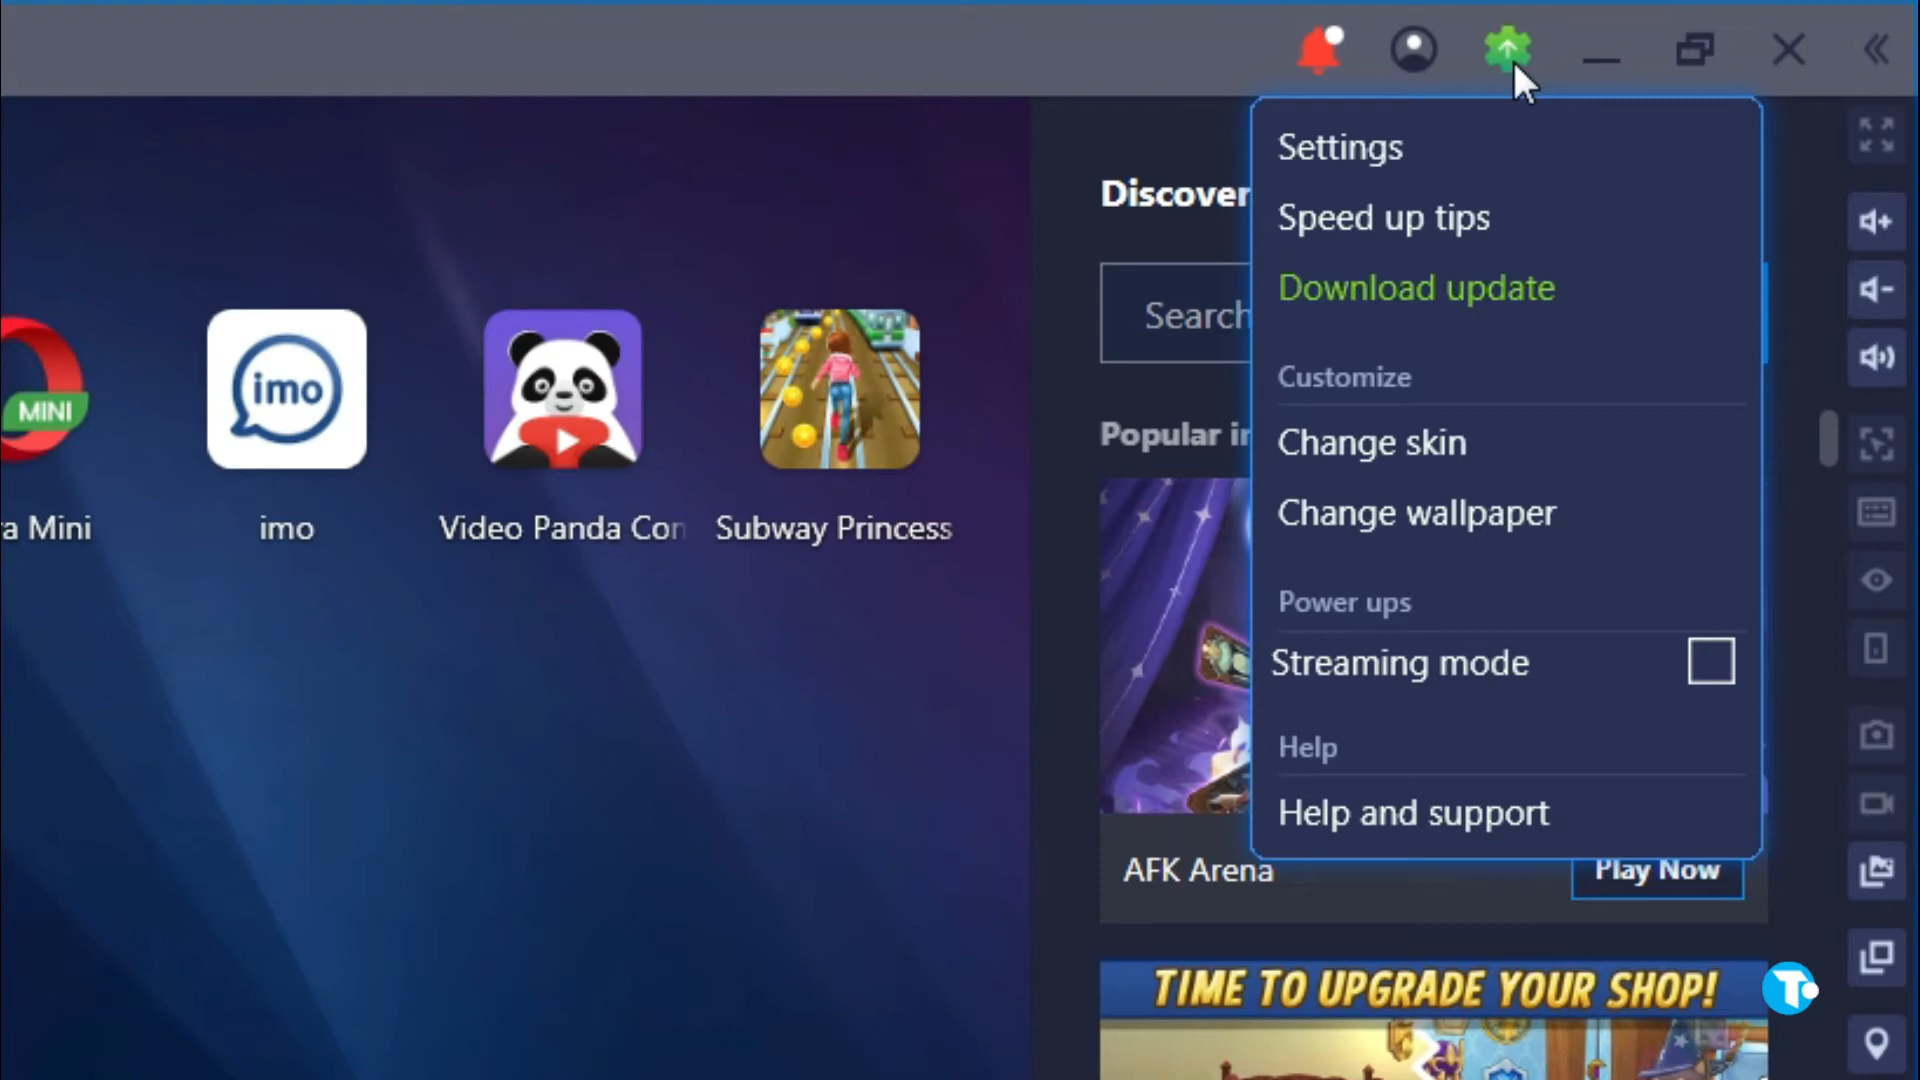 Settings
Discover
Speed up tips
Download update
Search
MINI
imo
Customize
Popular
Change skin
Change wallpaper
a Mini
imo
Video Panda Con
Subway Princess
Power ups
Streaming mode
Help
Help and support
AFK Arena
Play Now
TIME TO UPGRADE YOUR SHOP!
T